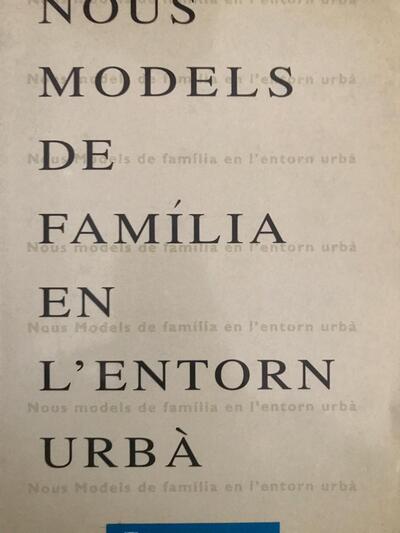 NOUS
Nous Models de família en l'entorn urbà
MODELS
Nous Models de família en l'entorn urbà
DE
FAMÍLIA
Nous models de família en l'entorn urbà
EN
Nous Models de família en l'entorn urbà
L'ENTORN
Nous models de família en l'entorn urbà
URBÀ
Nous Models de família en l'entorn urbà